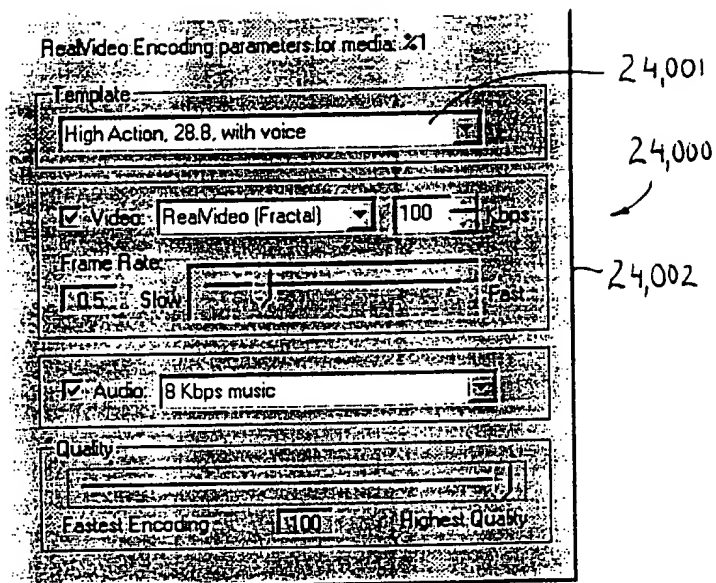 RealVideo Encoding parameters for media: %1
Template
High Action, 28.8, with voice
24,001
24,000
Video: RealVideo (Fractal) 100 Kbps
Frame Rate:
0.5 Slow Fast
24,002
Audio: 8 Kbps music
Quality
Fastest Encoding 100 Highest Quality